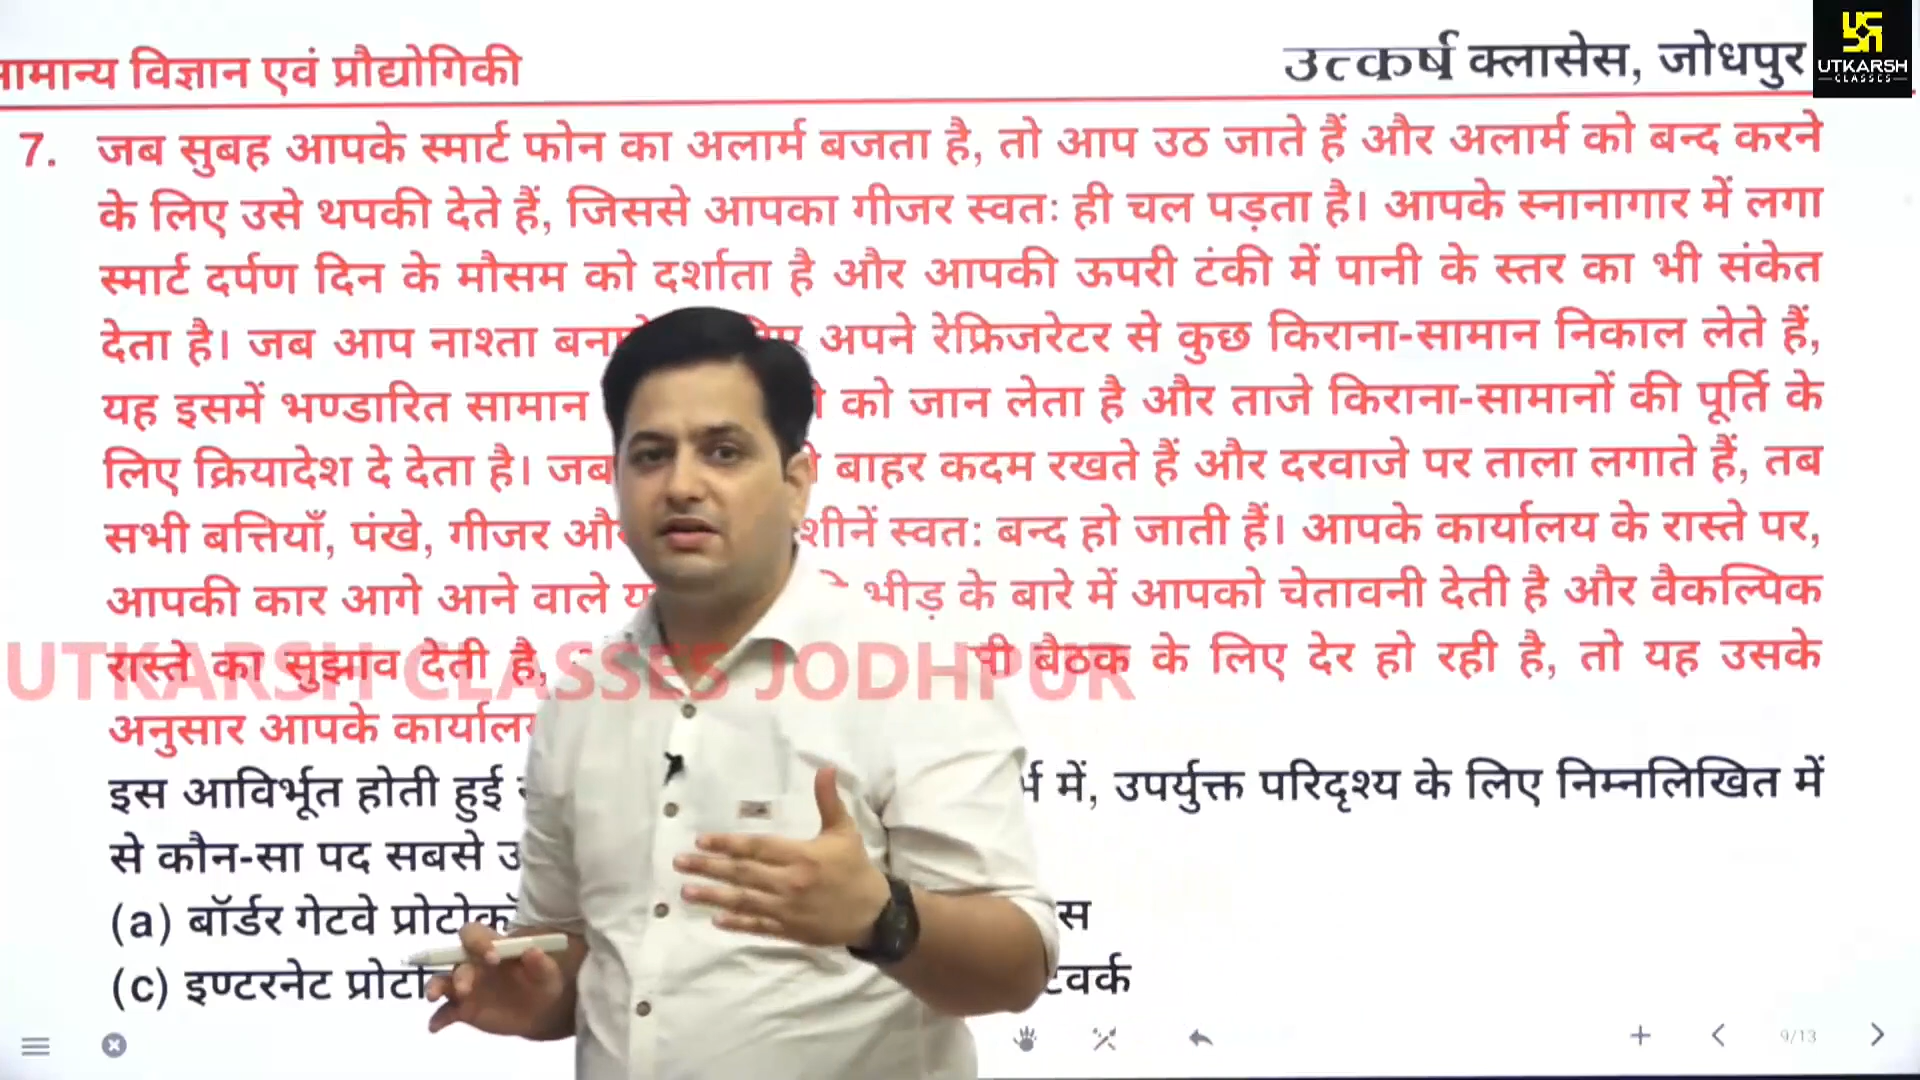 सामान्य विज्ञान एवं प्रौद्योगिकी
उत्कर्ष क्लासेस, जोधपुर
UTKARSH
CLASSES
7. जब सुबह आपके स्मार्ट फोन का अलार्म बजता है, तो आप उठ जाते हैं और अलार्म को बन्द करने
के लिए उसे थपकी देते हैं, जिससे आपका गीजर स्वतः ही चल पड़ता है। आपके स्नानागार में लगा
स्मार्ट दर्पण दिन के मौसम को दर्शाता है और आपकी ऊपरी टंकी में पानी के स्तर का भी संकेत
देता है। जब आप नाश्ता अपने रेफ्रिजरेटर से कुछ किराना-सामान निकाल लेते हैं,
यह इसमें भण्डारित सामान को जान लेता है और ताजे किराना-सामानों की पूर्ति के
लिए क्रियादेश दे देता है। जब बाहर कदम रखते हैं और दरवाजे पर ताला लगाते हैं, तब
सभी बत्तियाँ, पंखे, गीजर स्वतः बन्द हो जाती हैं। आपके कार्यालय के रास्ते पर,
आपकी कार आगे आने वाले भीड़ के बारे में आपको चेतावनी देती है और वैकल्पिक
रास्ते का सुझाव देती है, बैठक के लिए देर हो रही है, तो यह उसके
UTKARSH CLASSES JODHPUR
अनुसार आपके
इस आविर्भूत होती हुई में, उपर्युक्त परिदृश्य के लिए निम्नलिखित में
से कौन-सा पद सबसे
(a) बॉर्डर गेटवे
(c) इण्टरनेट
9/13